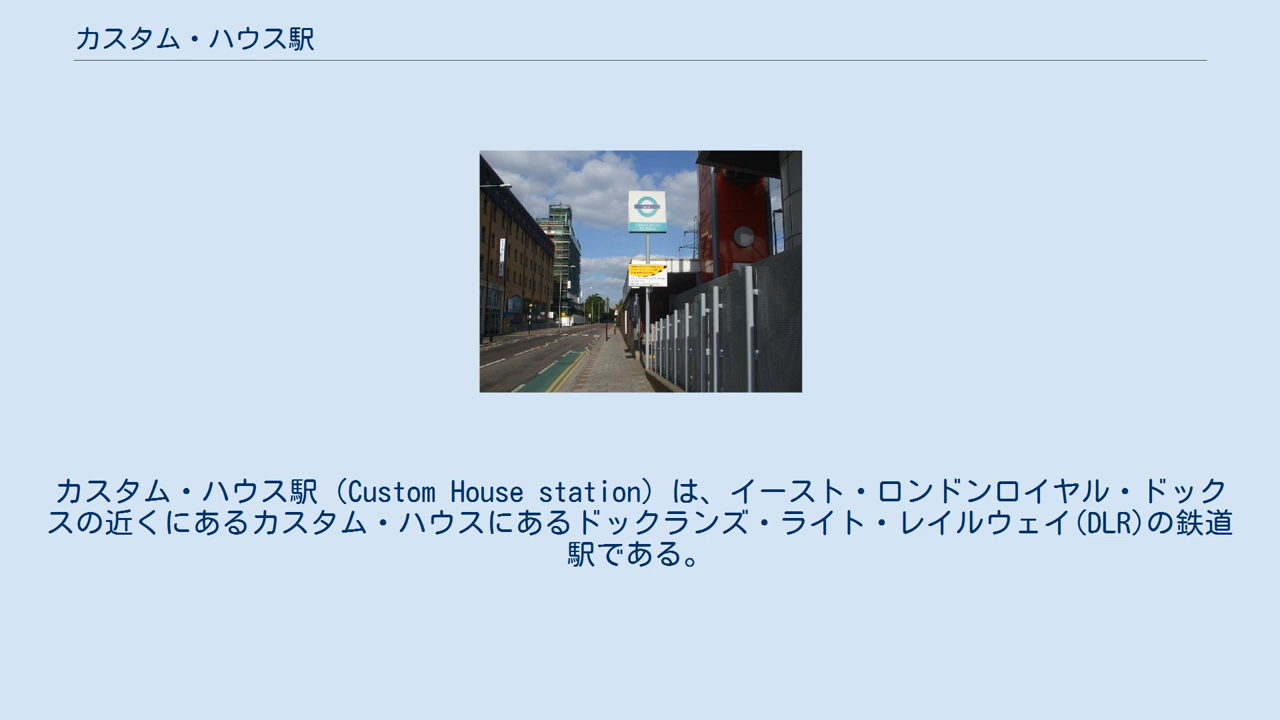 カスタム・ハウス駅
カスタム・ハウス駅（Custom House station）は、イースト・ロンドンロイヤル・ドック
スの近くにあるカスタム・ハウスにあるドックランズ・ライト・レイルウェイ(DLR)の鉄道
駅である。